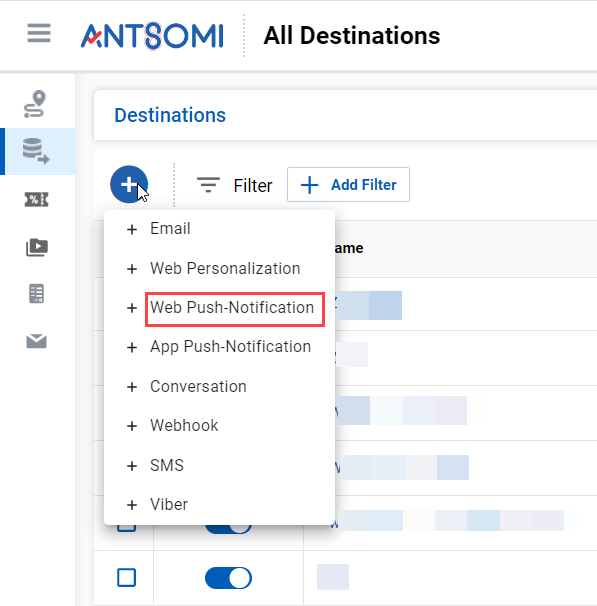 ANTSOMI
All Destinations
Destinations
Filter
Add Filter
ame
+ Email
+ Web Personalization
+ Web Push-Notification
+ App Push-Notification
+ Conversation
+ Webhook
+ SMS
+ Viber